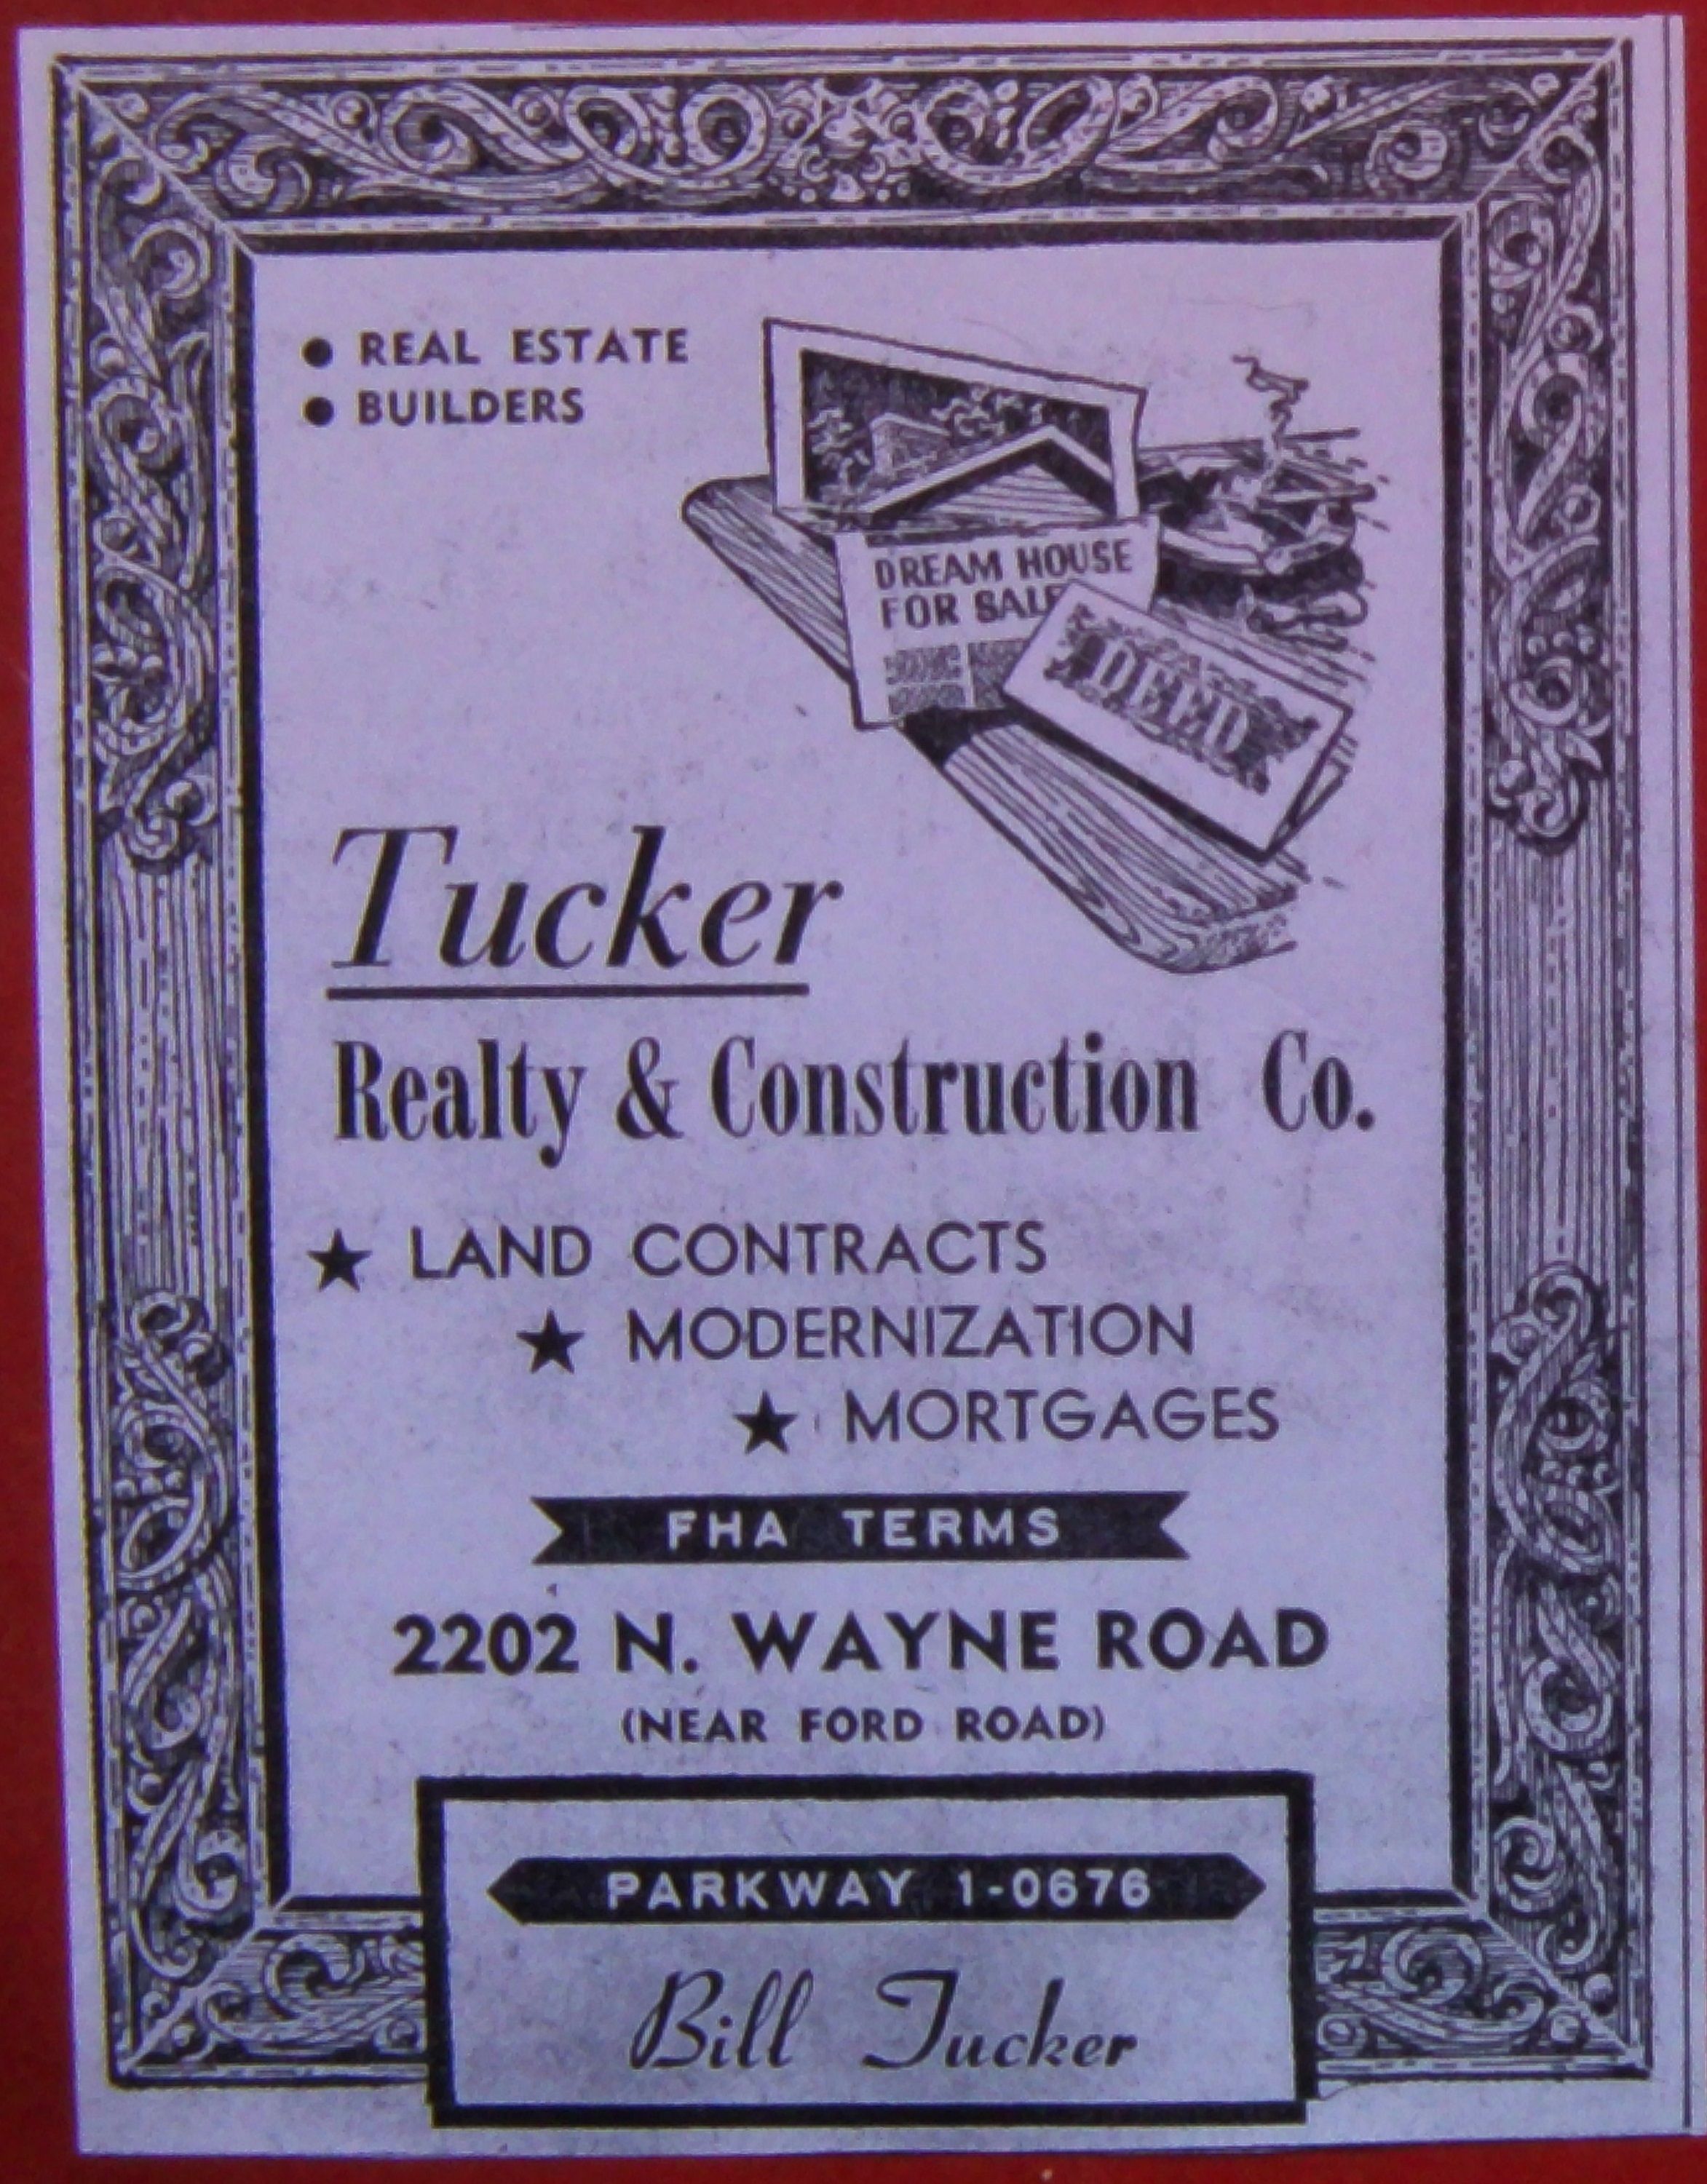 ● REAL ESTATE
● BUILDERS
DREAM HOUSE
FOR SALE
DEED
Tucker
Realty & Construction Co.
★ LAND CONTRACTS
★ MODERNIZATION
★ MORTGAGES
FHA TERMS
2202 N. WAYNE ROAD
(NEAR FORD ROAD)
PARKWAY 1-0676
Bill Tucker